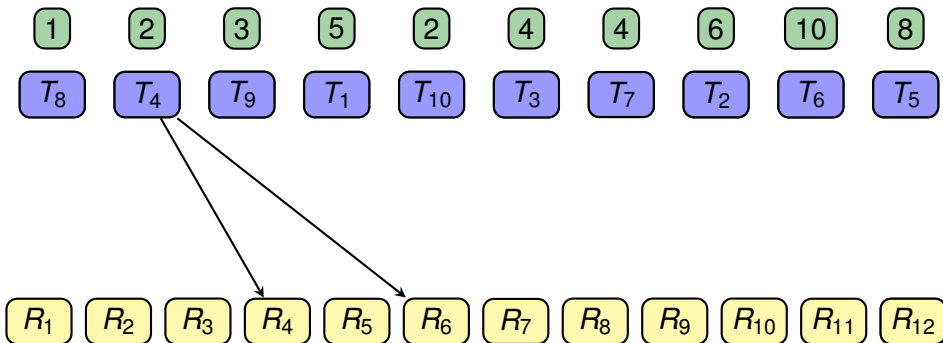 1 2 3 5 2 4 4 6 10 8
T₈ T₄ T₉ T₁ T₁₀ T₃ T₇ T₂ T₆ T₅
R₁ R₂ R₃ R₄ R₅ R₆ R₇ R₈ R₉ R₁₀ R₁₁ R₁₂